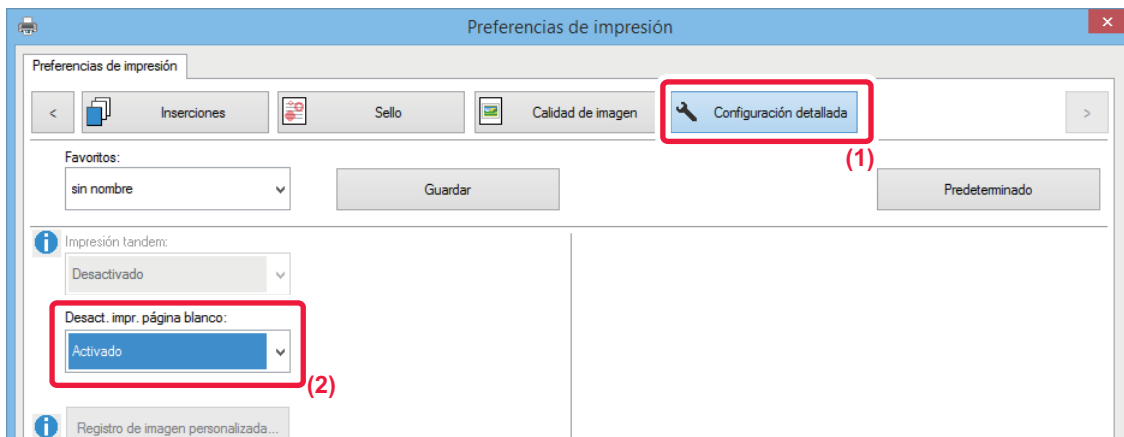 Preferencias de impresión
Preferencias de impresión
< Inserciones Sello Calidad de imagen Configuración detallada >
(1)
Favoritos:
sin nombre Guardar Predeterminado
Impresión tandem:
Desactivado
Desact. impr. página blanco:
Activado
(2)
Registro de imagen personalizada...